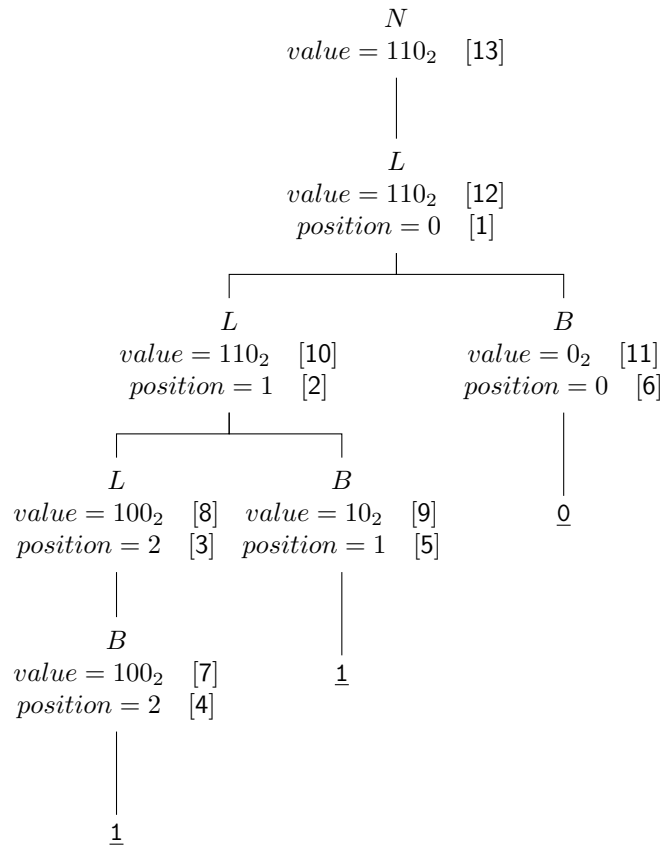 N
value = 110₂ [13]
L
value = 110₂ [12]
position = 0 [1]
L B
value = 110₂ [10] value = 0₂ [11]
position = 1 [2] position = 0 [6]
L B
value = 100₂ [8] value = 10₂ [9] 0
position = 2 [3] position = 1 [5]
B
value = 100₂ [7] 1
position = 2 [4]
1